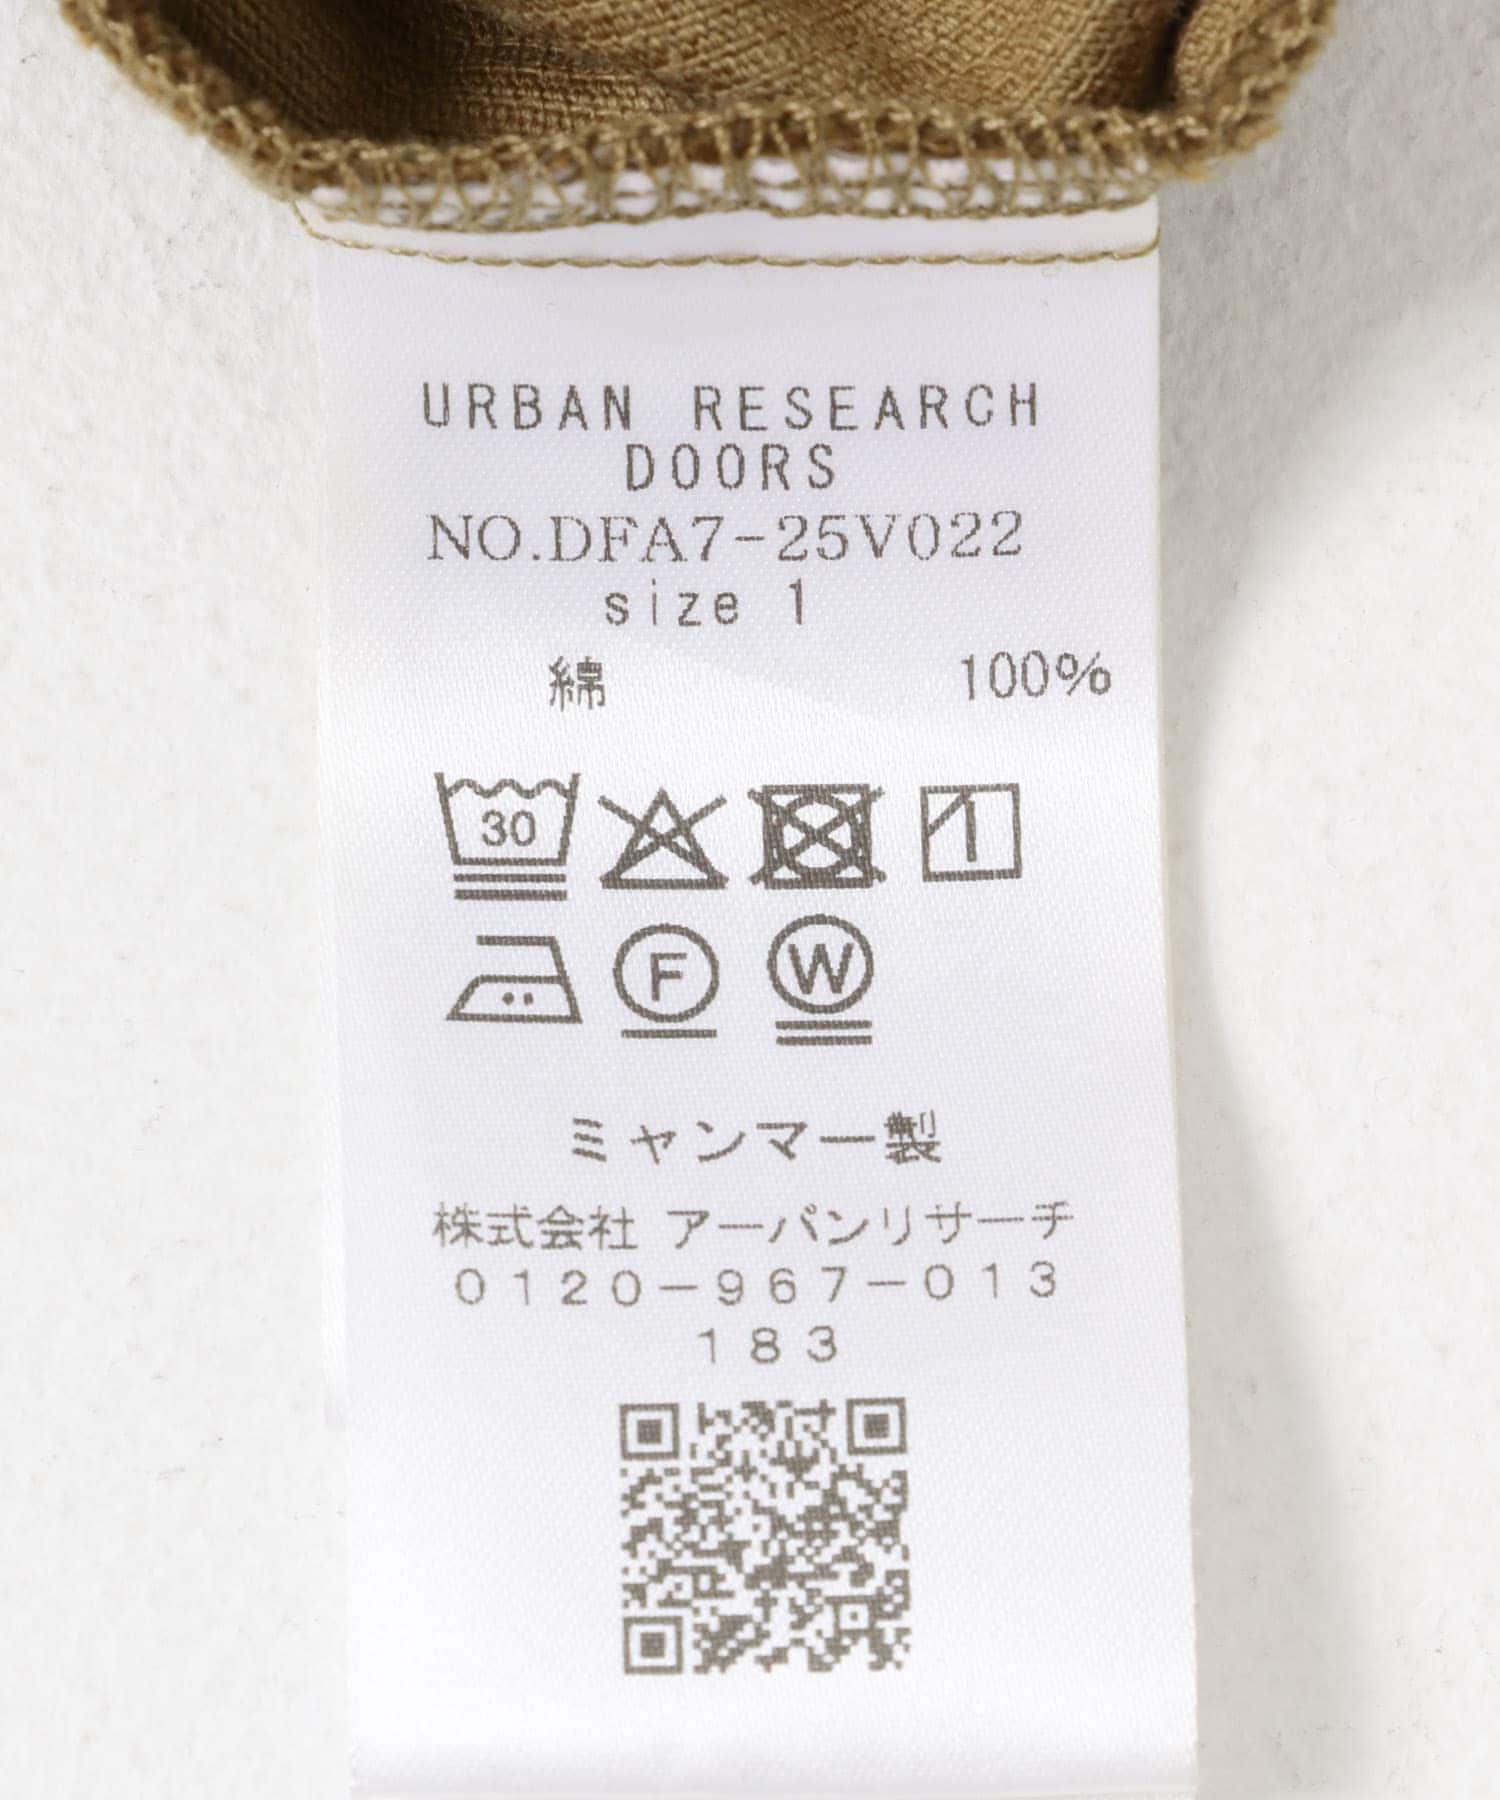 URBAN RESEARCH
DOORS
NO.DFA7-25V022
size 1
綿 100%
30
F W
ミャンマー製
株式会社 アーバンリサーチ
0120-967-013
183